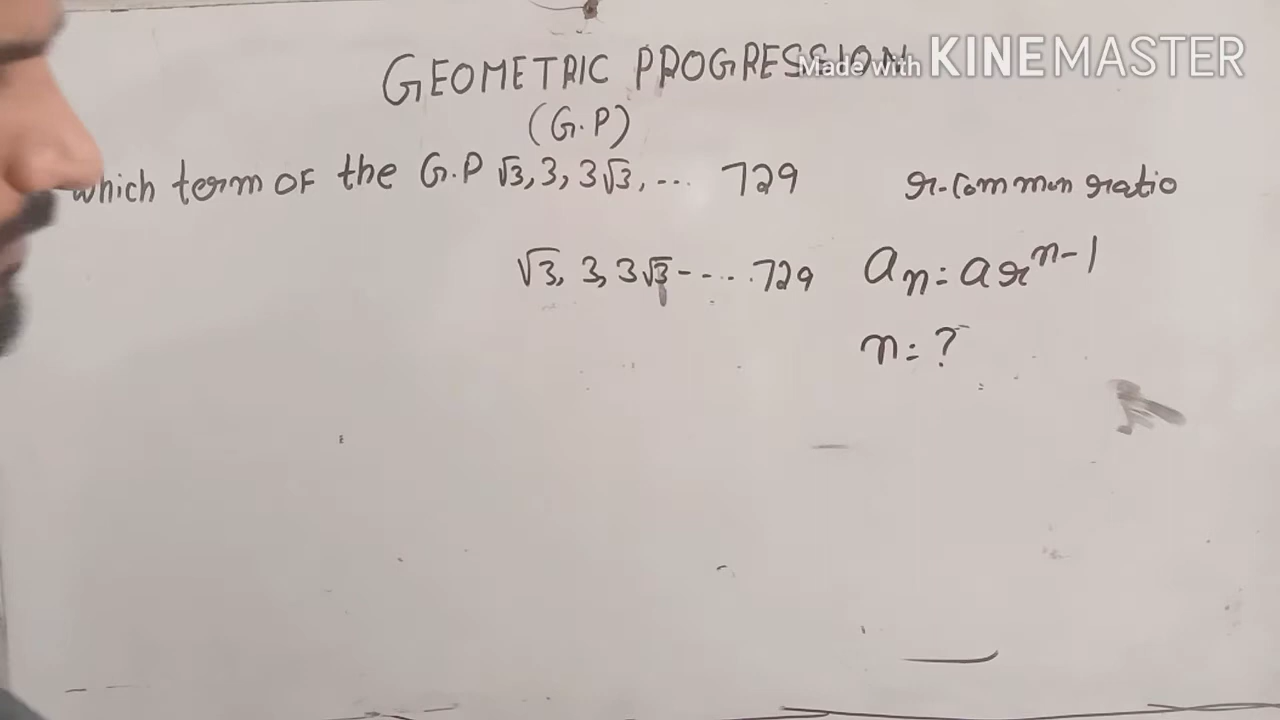 GEOMETRIC PROGRESSION
Made with KINEMASTER
(G.P)
which term OF the G.P √3, 3, 3√3, ... 729
r-common ratio
√3, 3, 3√3 - - ... 729
an = ar^n-1
n = ?